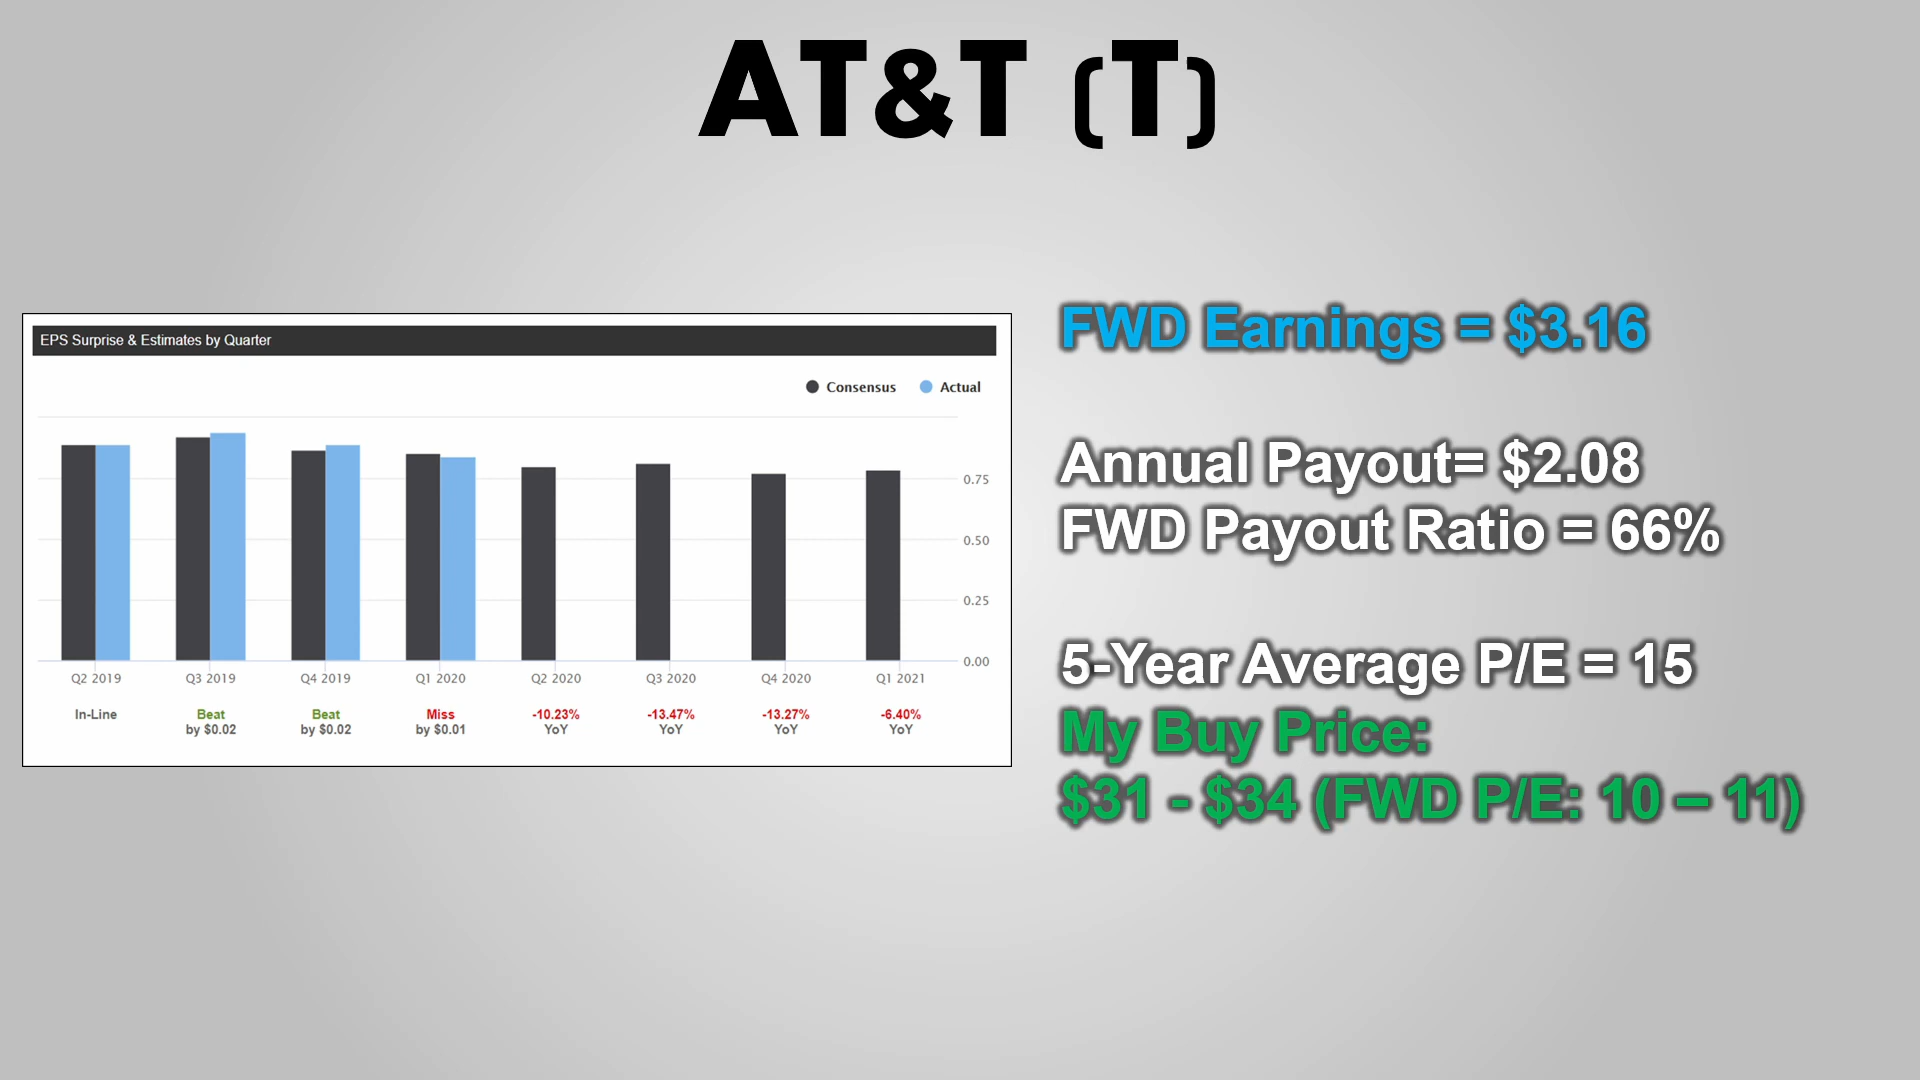 AT&T (T)
EPS Surprise & Estimates by Quarter
Consensus Actual
0.75
0.50
0.25
0.00
Q2 2019 Q3 2019 Q4 2019 Q1 2020 Q2 2020 Q3 2020 Q4 2020 Q1 2021
In-Line Beat Beat Miss -10.23% -13.47% -13.27% -6.40%
by $0.02 by $0.02 by $0.01 YoY YoY YoY YoY
FWD Earnings = $3.16
Annual Payout= $2.08
FWD Payout Ratio = 66%
5-Year Average P/E = 15
My Buy Price:
$31 - $34 (FWD P/E: 10 – 11)